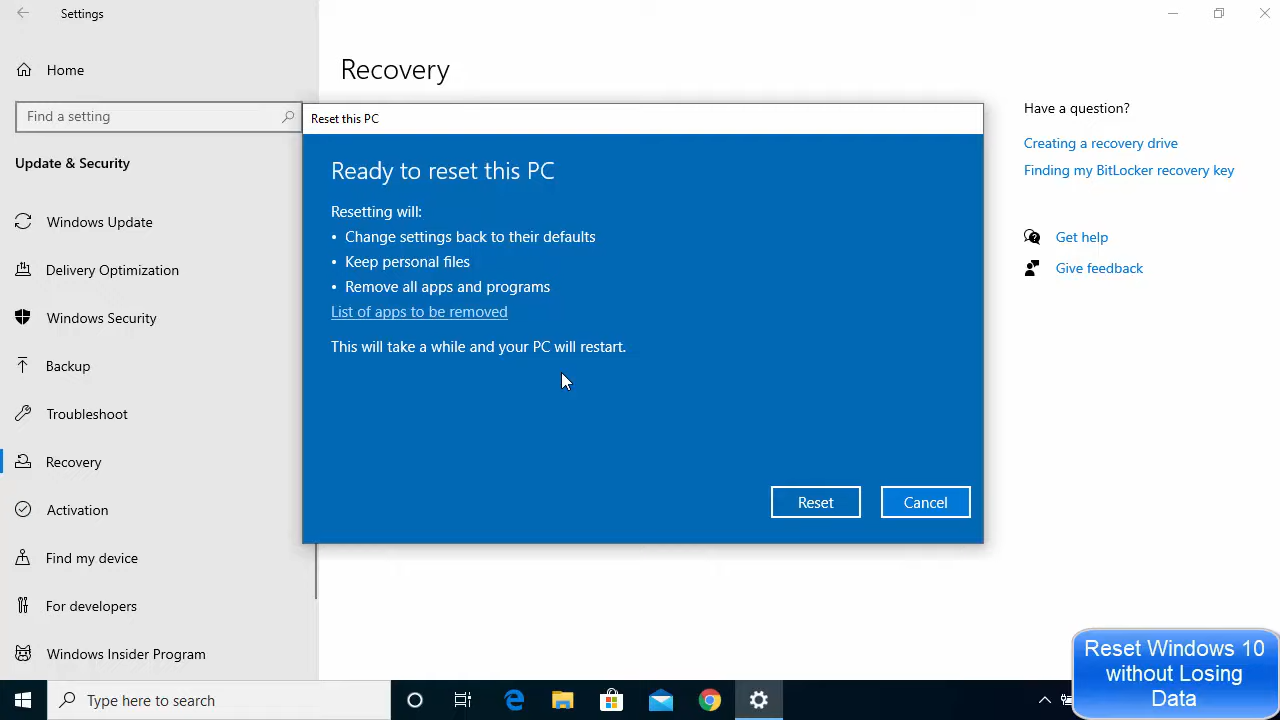 Settings
Home
Find a setting
Update & Security
Windows Update
Delivery Optimization
Windows Security
Backup
Troubleshoot
Recovery
Activation
Find my device
For developers
Windows Insider Program
Recovery
Reset this PC
Ready to reset this PC
Resetting will:
• Change settings back to their defaults
• Keep personal files
• Remove all apps and programs
List of apps to be removed
This will take a while and your PC will restart.
Reset
Cancel
Have a question?
Creating a recovery drive
Finding my BitLocker recovery key
Get help
Give feedback
Type here to search
Reset Windows 10
without Losing
Data